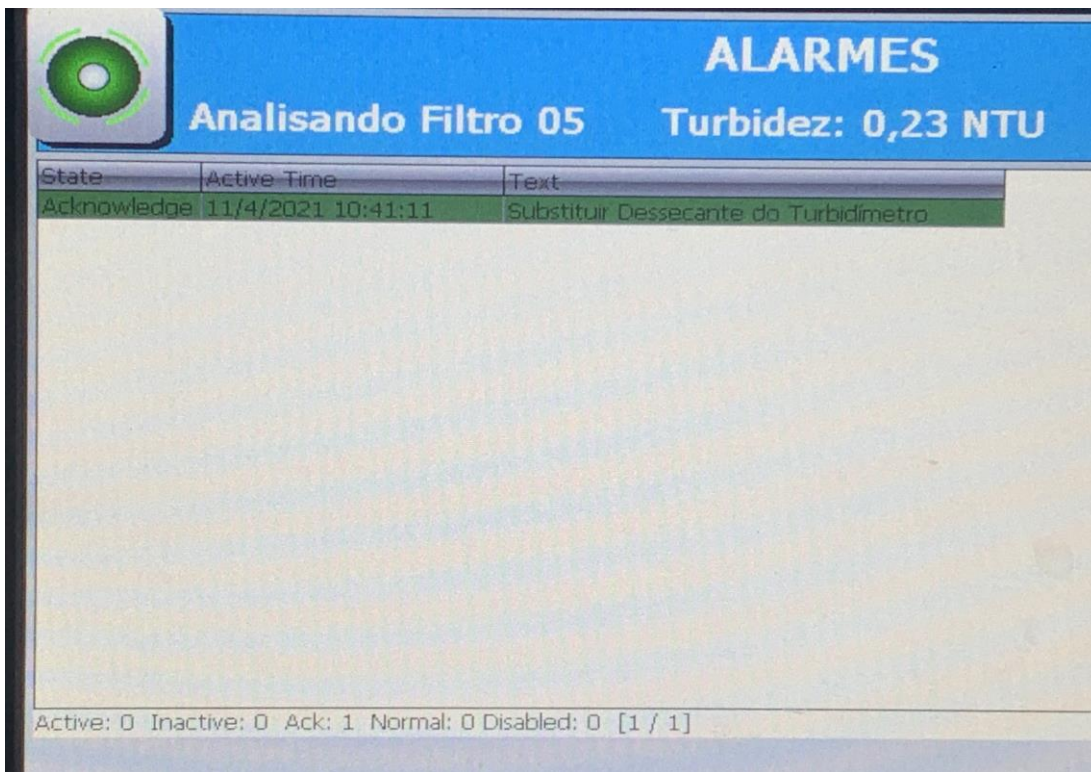 ALARMES
Analisando Filtro 05 Turbidez: 0,23 NTU
State Active Time Text
Acknowledge 11/4/2021 10:41:11 Substituir Dessecante do Turbidímetro
Active: 0 Inactive: 0 Ack: 1 Normal: 0 Disabled: 0 [1 / 1]